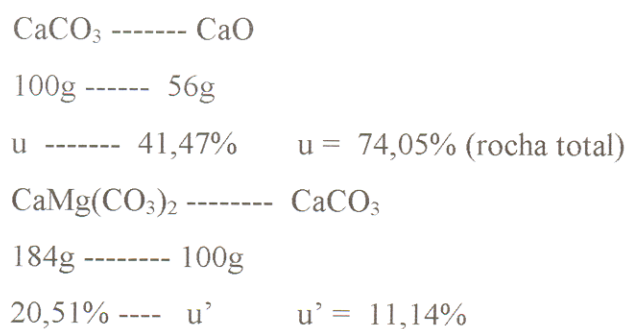 CaCO₃ ------- CaO
100g ------ 56g
u ------- 41,47% u = 74,05% (rocha total)
CaMg(CO₃)₂ -------- CaCO₃
184g -------- 100g
20,51% ---- u’ u’ = 11,14%